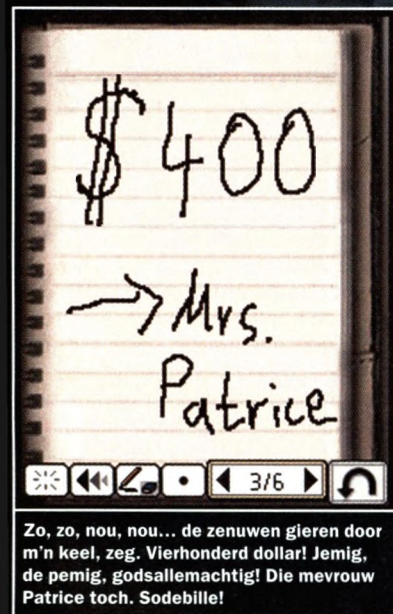 $400
→ Mrs.
Patrice
3/6
Zo, zo, nou, nou... de zenuwen gieren door
m'n keel, zeg. Vierhonderd dollar! Jemig,
de pemig, godsallemachtig! Die mevrouw
Patrice toch. Sodebille!